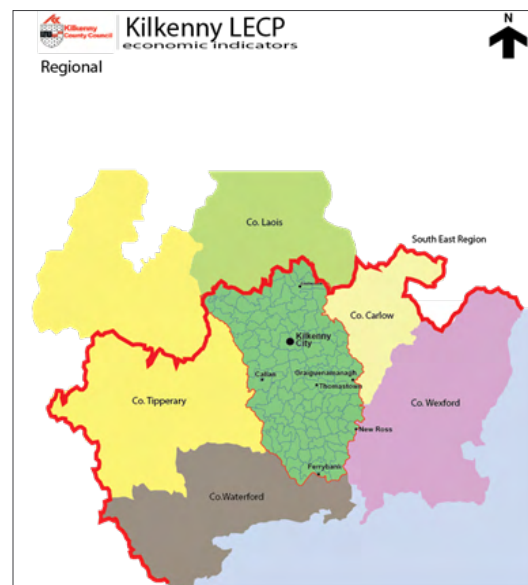 Kilkenny
County Council
Kilkenny LECP
economic indicators
N
Regional
Co. Laois
South East Region
Co. Carlow
Kilkenny
City
Callan
Graiguenamanagh
Thomastown
Co. Tipperary
Co. Wexford
New Ross
Ferrybank
Co.Waterford